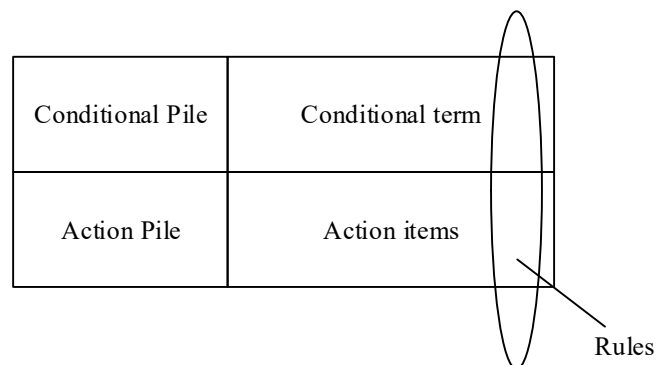 Conditional Pile
Conditional term
Action Pile
Action items
Rules